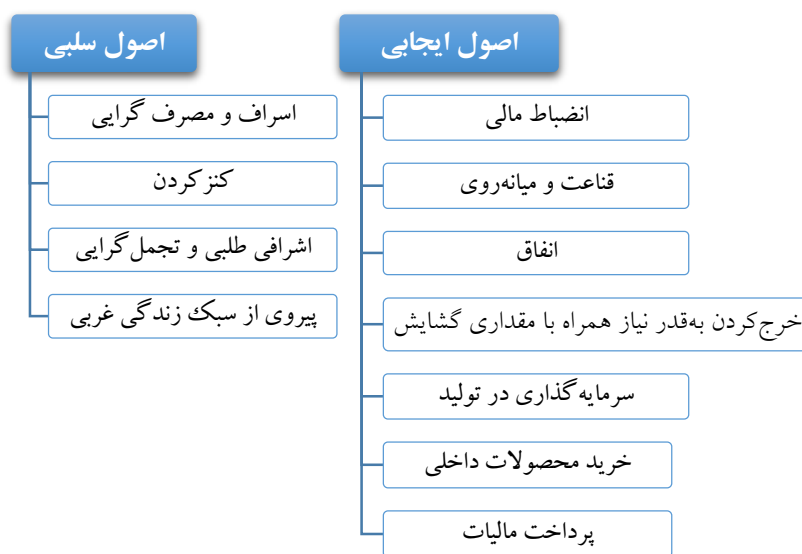 اصول ایجابی
انضباط مالی
قناعت و میانه‌روی
انفاق
خرج‌کردن به‌قدر نیاز همراه با مقداری گشایش
سرمایه‌گذاری در تولید
خرید محصولات داخلی
پرداخت مالیات
اصول سلبی
اسراف و مصرف گرایی
کنزکردن
اشرافی طلبی و تجمل‌گرایی
پیروی از سبک زندگی غربی